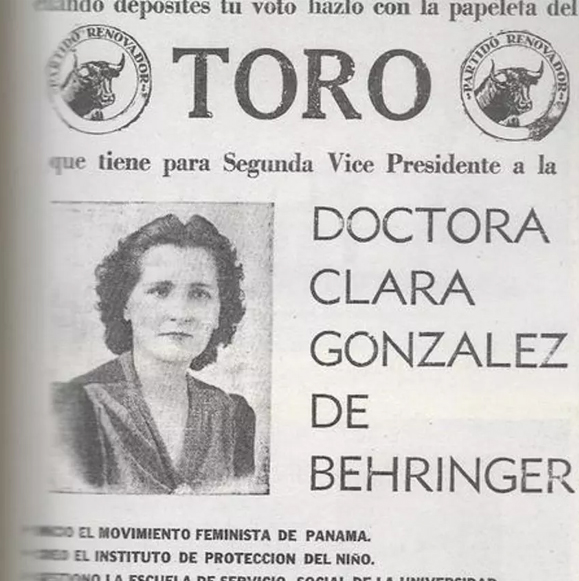 depósites tu voto hazlo con la papeleta del
PARTIDO RENOVADOR
TORO
PARTIDO RENOVADOR
que tiene para Segunda Vice Presidente a la
DOCTORA
CLARA
GONZALEZ
DE
BEHRINGER
EL MOVIMIENTO FEMINISTA DE PANAMA.
EL INSTITUTO DE PROTECCION DEL NIÑO.
LA ESCUELA DE SERVICIO SOCIAL DE LA UNIVERSIDAD